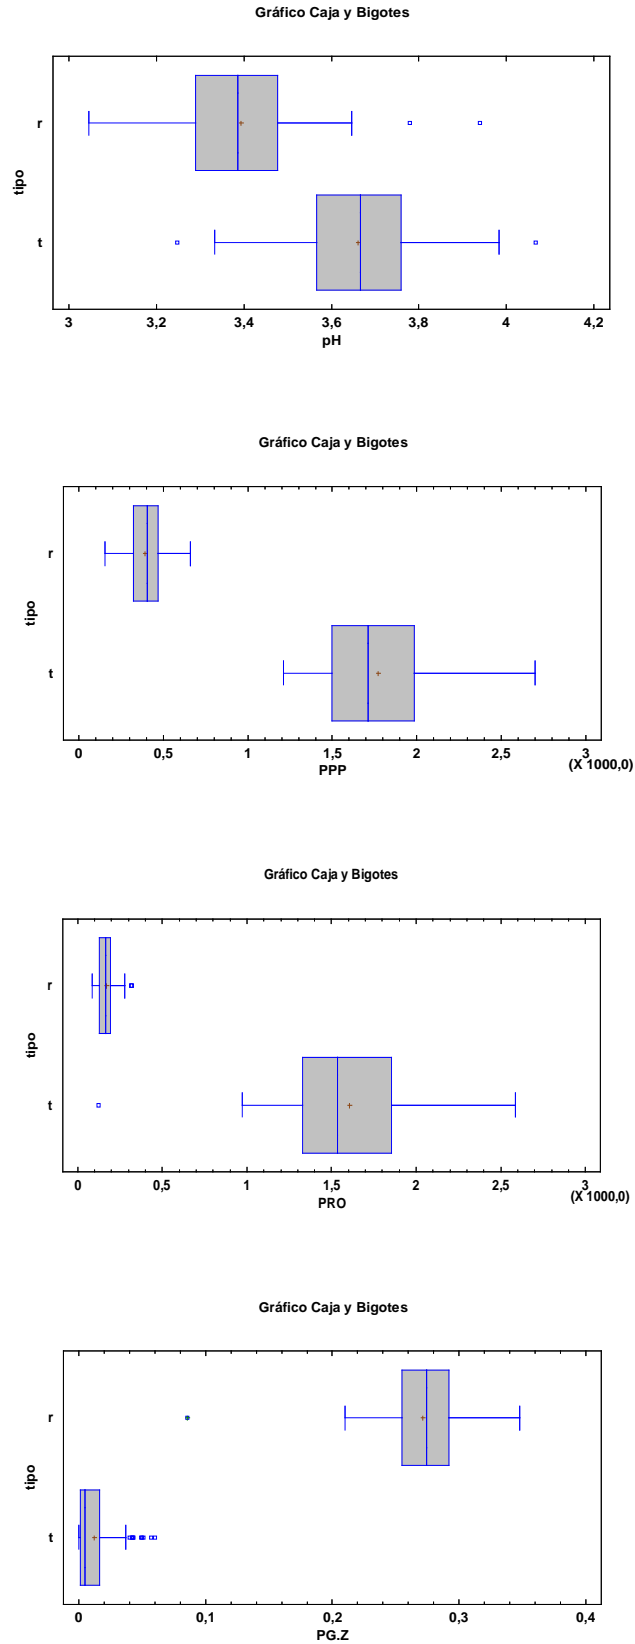 Gráfico Caja y Bigotes
r
tipo
t
3 3,2 3,4 3,6 3,8 4 4,2
pH
Gráfico Caja y Bigotes
r
tipo
t
0 0,5 1 1,5 2 2,5 3
PPP (X 1000,0)
Gráfico Caja y Bigotes
r
tipo
t
0 0,5 1 1,5 2 2,5 3
PRO (X 1000,0)
Gráfico Caja y Bigotes
r
tipo
t
0 0,1 0,2 0,3 0,4
PG.Z